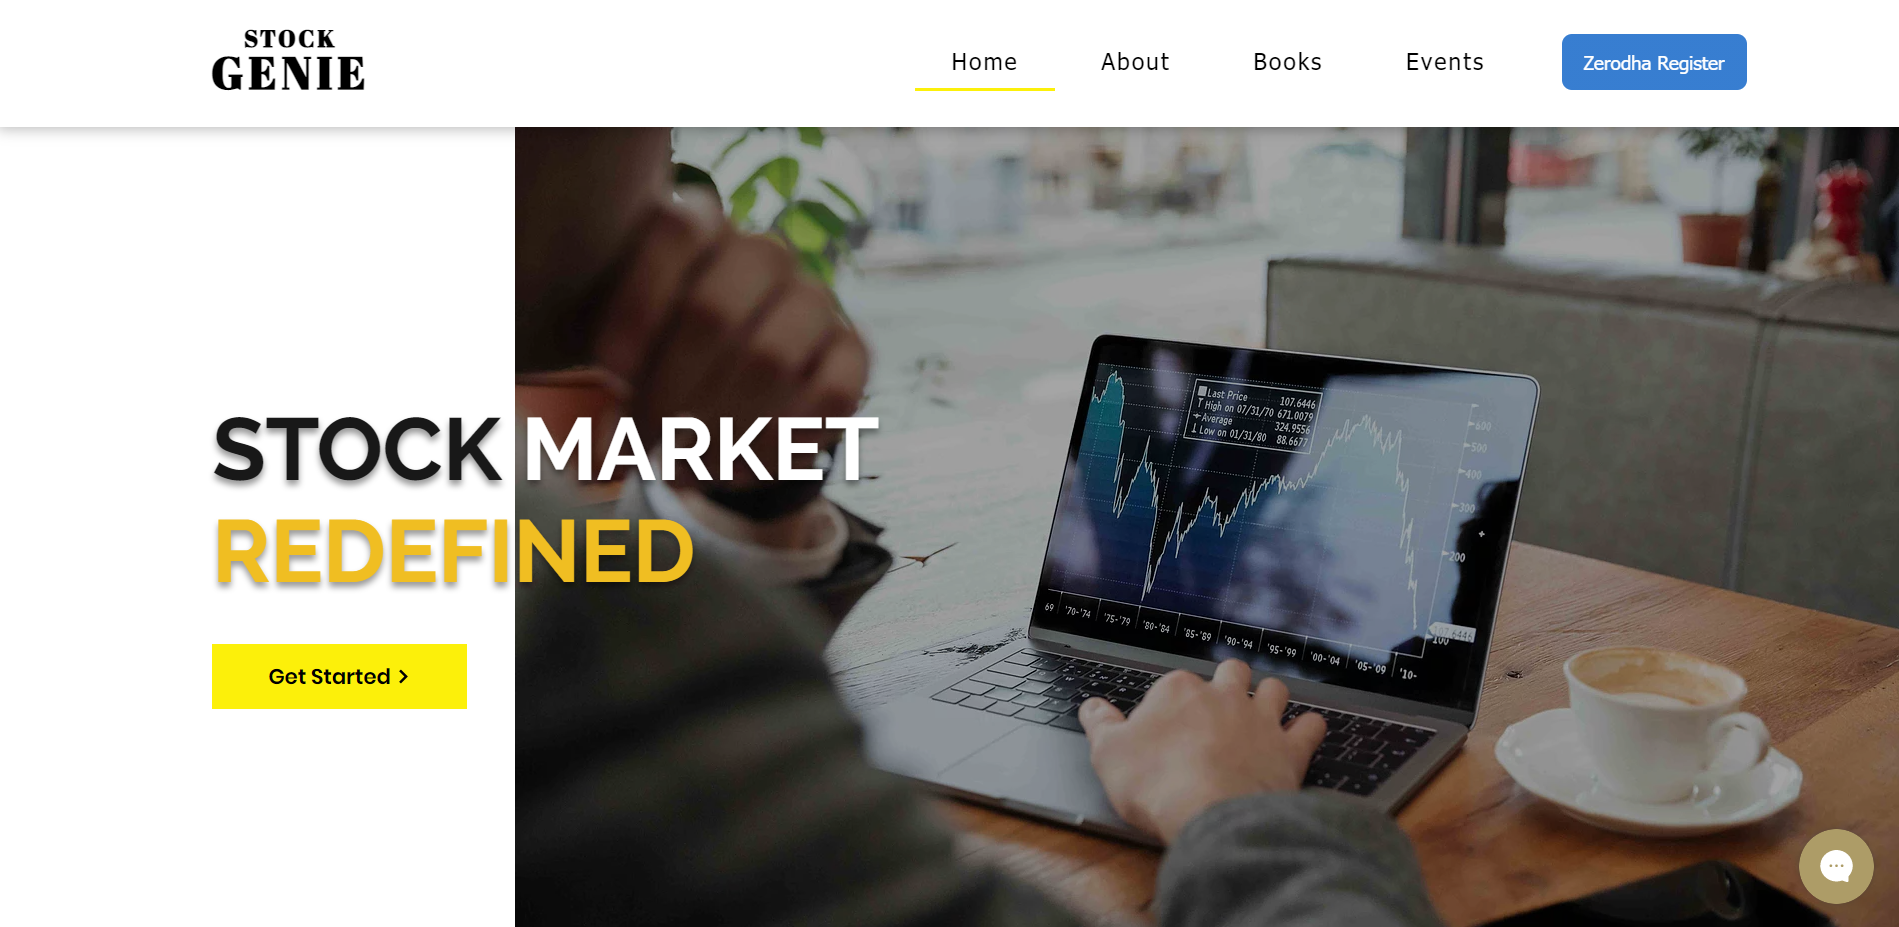 STOCK
GENIE
Home
About
Books
Events
Zerodha Register
STOCK MARKET
REDEFINED
Get Started >
Last Price 107.6446
High on 07/31/70 671.0079
Average 324.9556
Low on 01/31/80 88.6677
600
500
400
300
200
107.6446
100
69 '70-'74 '75-'79 '80-'84 '85-'89 '90-'94 '95-'99 '00-'04 '05-'09 '10-